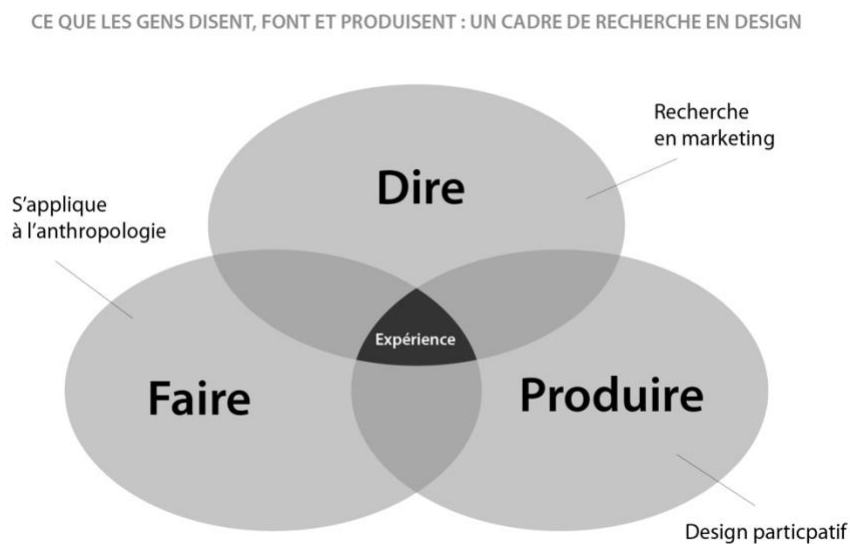 CE QUE LES GENS DISENT, FONT ET PRODUISENT : UN CADRE DE RECHERCHE EN DESIGN
Recherche
en marketing
Dire
S'applique
à l'anthropologie
Expérience
Faire
Produire
Design particpatif